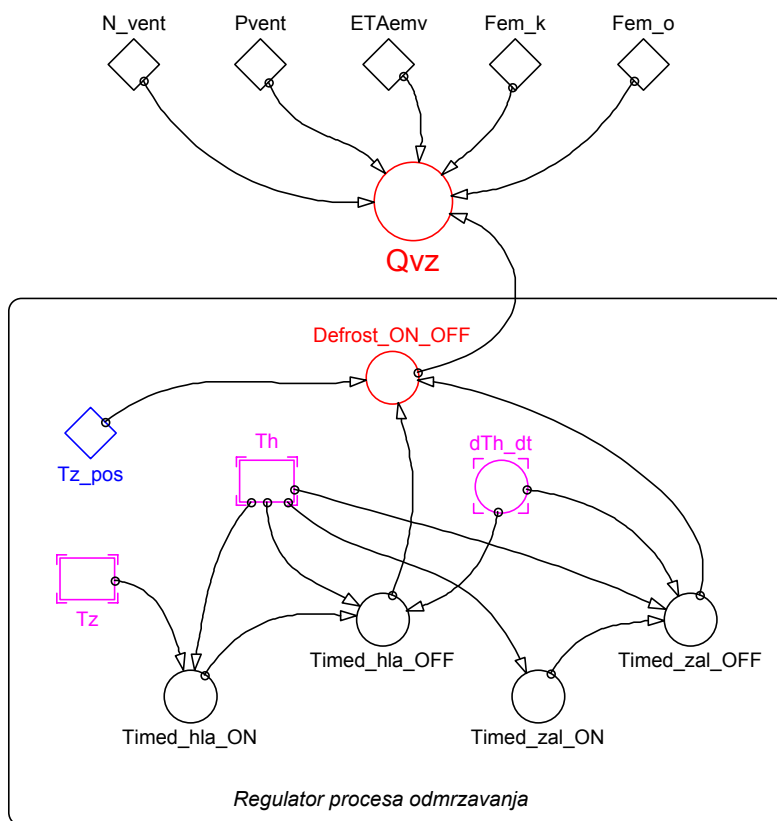 N_vent Pvent ETAemv Fem_k Fem_o
Qvz
Defrost_ON_OFF
Tz_pos
Th
dTh_dt
Tz
Timed_hla_OFF
Timed_zal_OFF
Timed_hla_ON
Timed_zal_ON
Regulator procesa odmrzavanja